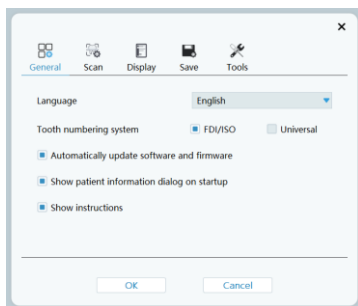 General Scan Display Save Tools
Language English
Tooth numbering system FDI/ISO Universal
Automatically update software and firmware
Show patient information dialog on startup
Show instructions
OK Cancel